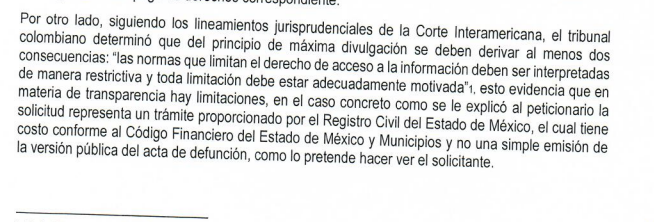 Por otro lado, siguiendo los lineamientos jurisprudenciales de la Corte Interamericana, el tribunal
colombiano determinó que del principio de máxima divulgación se deben derivar al menos dos
consecuencias: "las normas que limitan el derecho de acceso a la información deben ser interpretadas
de manera restrictiva y toda limitación debe estar adecuadamente motivada"1, esto evidencia que en
materia de transparencia hay limitaciones, en el caso concreto como se le explicó al peticionario la
solicitud representa un trámite proporcionado por el Registro Civil del Estado de México, el cual tiene
costo conforme al Código Financiero del Estado de México y Municipios y no una simple emisión de
la versión pública del acta de defunción, como lo pretende hacer ver el solicitante.